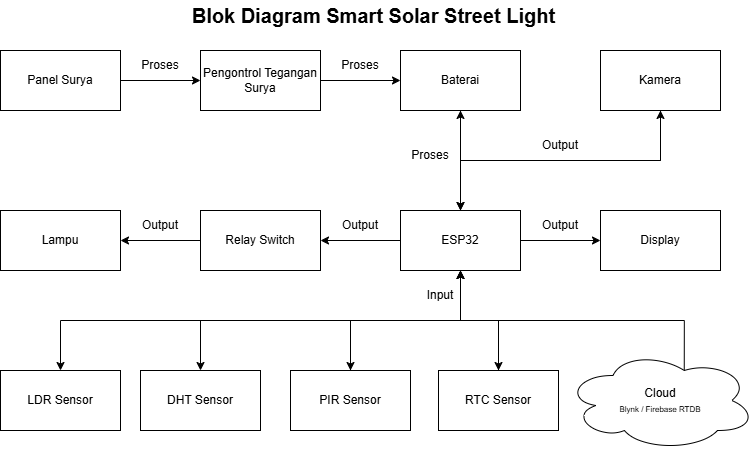 Blok Diagram Smart Solar Street Light
Panel Surya
Proses
Pengontrol Tegangan
Surya
Proses
Baterai
Kamera
Proses
Output
Lampu
Output
Relay Switch
Output
ESP32
Output
Display
Input
LDR Sensor
DHT Sensor
PIR Sensor
RTC Sensor
Cloud
Blynk / Firebase RTDB